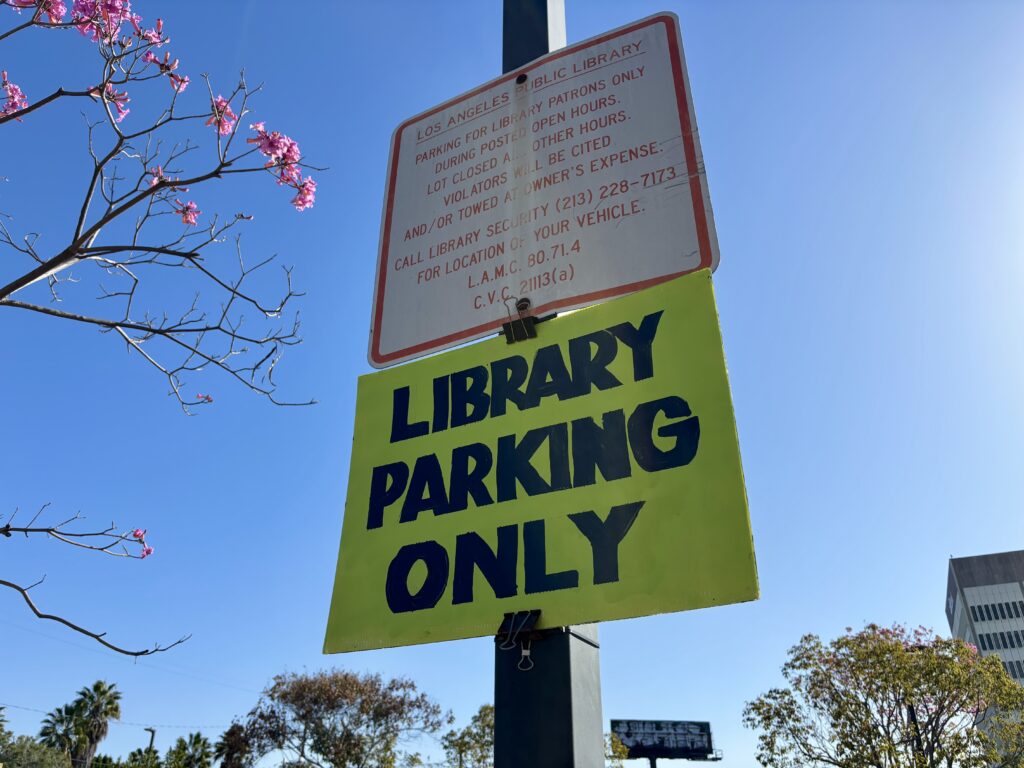 LOS ANGELES PUBLIC LIBRARY
PARKING FOR LIBRARY PATRONS ONLY
DURING POSTED OPEN HOURS.
LOT CLOSED ALL OTHER HOURS.
VIOLATORS WILL BE CITED
AND/OR TOWED AT OWNER'S EXPENSE.
CALL LIBRARY SECURITY (213) 228-7173
FOR LOCATION OF YOUR VEHICLE.
L.A.M.C. 80.71.4
C.V.C. 21113(a)
LIBRARY
PARKING
ONLY